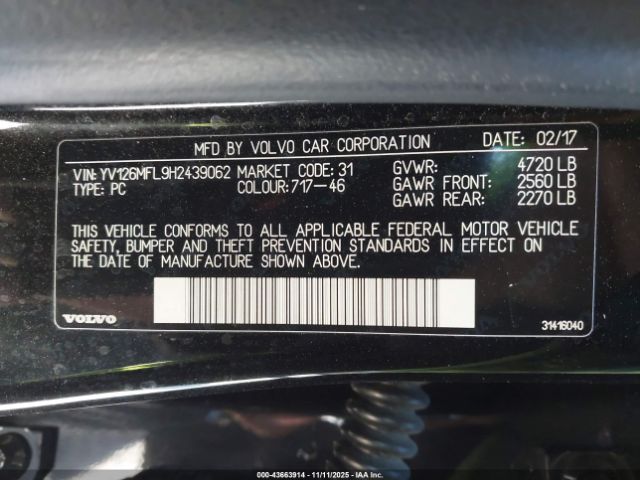 MFD BY VOLVO CAR CORPORATION DATE: 02/17
VIN: YV126MFL9H2439062 MARKET CODE: 31 GVWR: 4720 LB
TYPE: PC COLOUR: 717-46 GAWR FRONT: 2560 LB
GAWR REAR: 2270 LB
THIS VEHICLE CONFORMS TO ALL APPLICABLE FEDERAL MOTOR VEHICLE
SAFETY, BUMPER AND THEFT PREVENTION STANDARDS IN EFFECT ON
THE DATE OF MANUFACTURE SHOWN ABOVE.
VOLVO 31416040
000-43663914 - 11/11/2025 - IAA Inc.